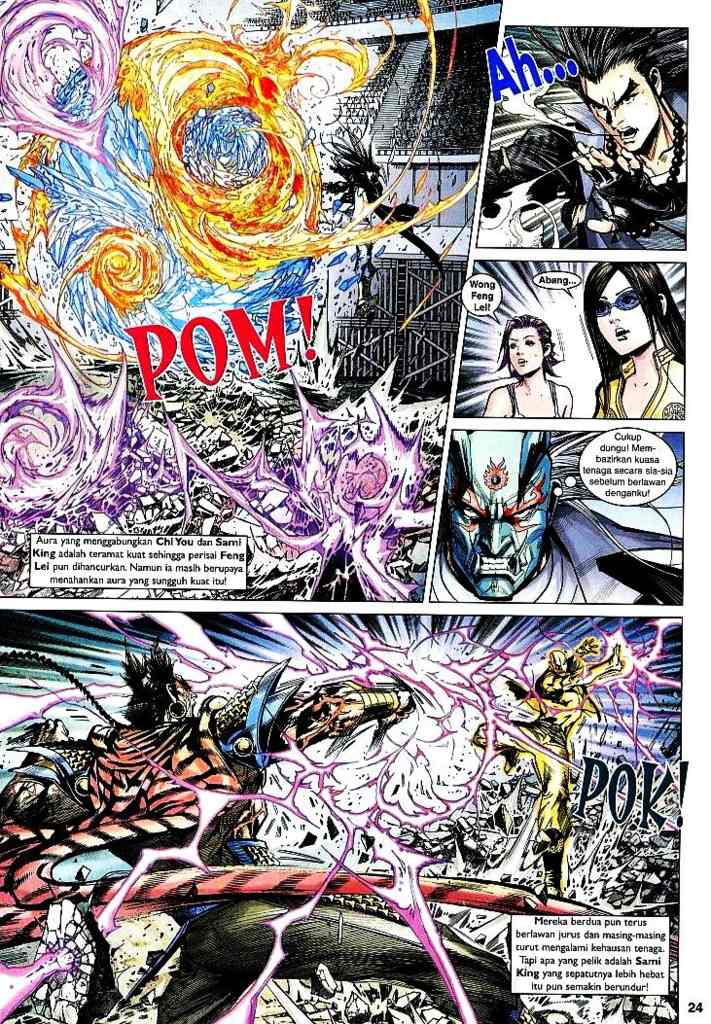 POM!
Aura yang menggabungkan Chi You dan Sami
King adalah teramat kuat sehingga perisai Feng
Lei pun dihancurkan. Namun ia masih berupaya
menahankan aura yang sungguh kuat itu!
Ah...
Wong
Feng
Lei!
Abang...
Cukup
dungu! Mem-
bazirkan kuasa
tenaga secara sia-sia
sebelum berlawan
denganku!
POK!
Mereka berdua pun terus
berlawan jurus dan masing-masing
turut mengalami kehausan tenaga.
Tapi apa yang pelik adalah Sami
King yang sepatutnya lebih hebat
itu pun semakin berundur!
24